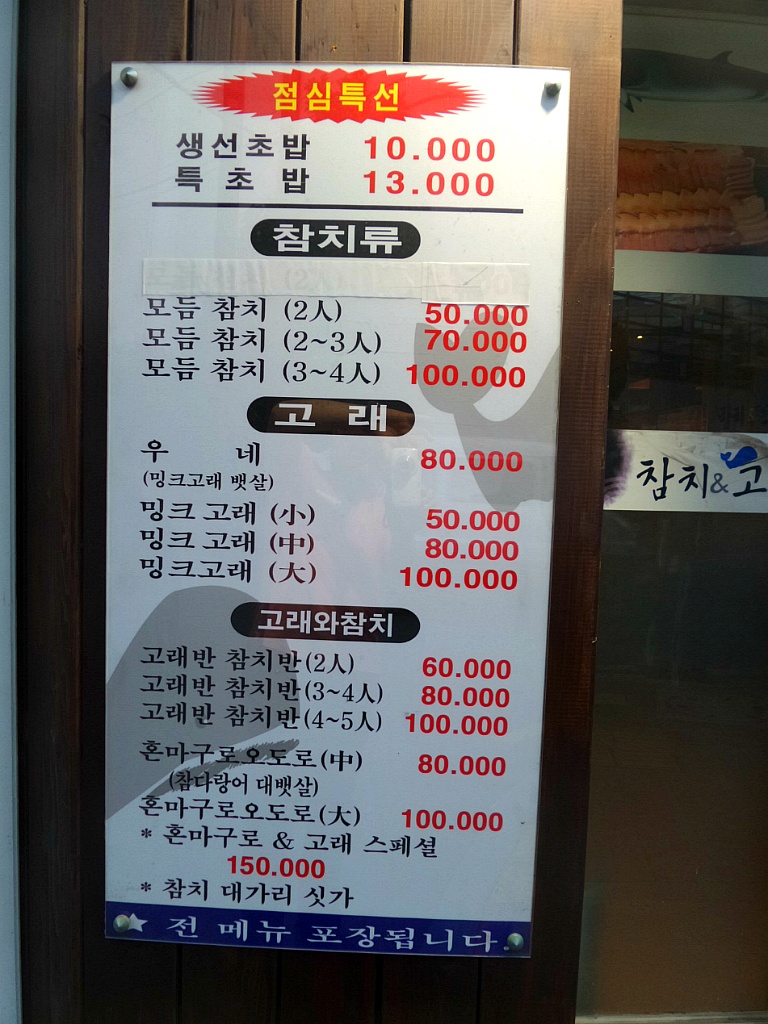 점심특선
생선초밥 10.000
특초밥 13.000
참치류
모듬 참치 (2人) 50.000
모듬 참치 (2~3人) 70.000
모듬 참치 (3~4人) 100.000
고래
우네 80.000
(밍크고래 뱃살)
밍크 고래 (小) 50.000
밍크 고래 (中) 80.000
밍크고래 (大) 100.000
고래와참치
고래반 참치반(2人) 60.000
고래반 참치반(3~4人) 80.000
고래반 참치반(4~5人) 100.000
혼마구로오도로(中) 80.000
(참다랑어 대뱃살)
혼마구로오도로(大) 100.000
* 혼마구로 & 고래 스페셜
150.000
* 참치 대가리 싯가
전 메뉴 포장됩니다.
참치&고